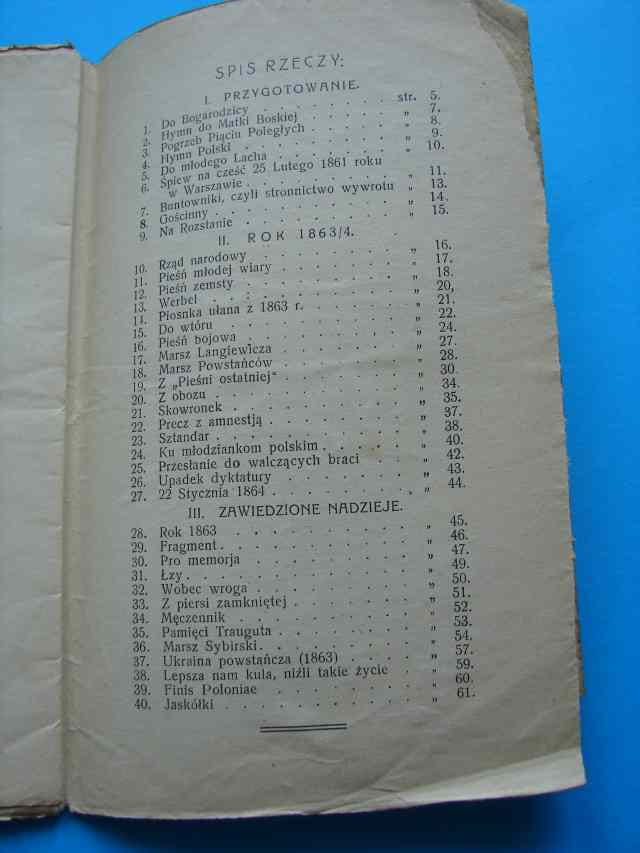 SPIS RZECZY:
I. PRZYGOTOWANIE.
1. Do Bogarodzicy . . . . . . . str. 5.
2. Hymn do Matki Boskiej . . . . „ 7.
3. Pogrzeb Pięciu Poległych . . . . . „ 8.
4. Hymn Polski . . . . . . . „ 9.
5. Do młodego Lacha . . . . . . „ 10.
6. Śpiew na cześć 25 Lutego 1861 roku
w Warszawie . . . . . . . „ 11.
7. Buntowniki, czyli stronnictwo wywrotu „ 13.
8. Gościnny . . . . . . . . „ 14.
9. Na Rozstanie . . . . . . . „ 15.
II. ROK 1863/4.
10. Rząd narodowy . . . . . . . „ 16.
11. Pieśń młodej wiary . . . . . . „ 17.
12. Pieśń zemsty . . . . . . . „ 18.
13. Werbel . . . . . . . . „ 20,
14. Piosnka ułana z 1863 r. . . . . . „ 21.
15. Do wtóru . . . . . . . . „ 22.
16. Pieśń bojowa . . . . . . . „ 24.
17. Marsz Langiewicza . . . . . . „ 27.
18. Marsz Powstańców . . . . . . „ 28.
19. Z „Pieśni ostatniej“ . . . . . . „ 30.
20. Z obozu . . . . . . . . „ 34.
21. Skowronek . . . . . . . . „ 35.
22. Precz z amnestją . . . . . . „ 37.
23. Sztandar . . . . . . . . „ 38.
24. Ku młodziankom polskim . . . . . „ 40.
25. Przesłanie do walczących braci . . . „ 42.
26. Upadek dyktatury . . . . . . „ 43.
27. 22 Stycznia 1864 . . . . . . . „ 44.
III. ZAWIEDZIONE NADZIEJE.
28. Rok 1863 . . . . . . . . „ 45.
29. Fragment . . . . . . . . „ 46.
30. Pro memorja . . . . . . . „ 47.
31. Łzy . . . . . . . . . „ 49.
32. Wobec wroga . . . . . . . „ 50.
33. Z piersi zamkniętej . . . . . . „ 51.
34. Męczennik . . . . . . . . „ 52.
35. Pamięci Trauguta . . . . . . . „ 53.
36. Marsz Sybirski . . . . . . . „ 54.
37. Ukraina powstańcza (1863) . . . . „ 57.
38. Lepsza nam kula, niźli takie życie . „ 59.
39. Finis Poloniae . . . . . . . „ 60.
40. Jaskółki . . . . . . . . „ 61.